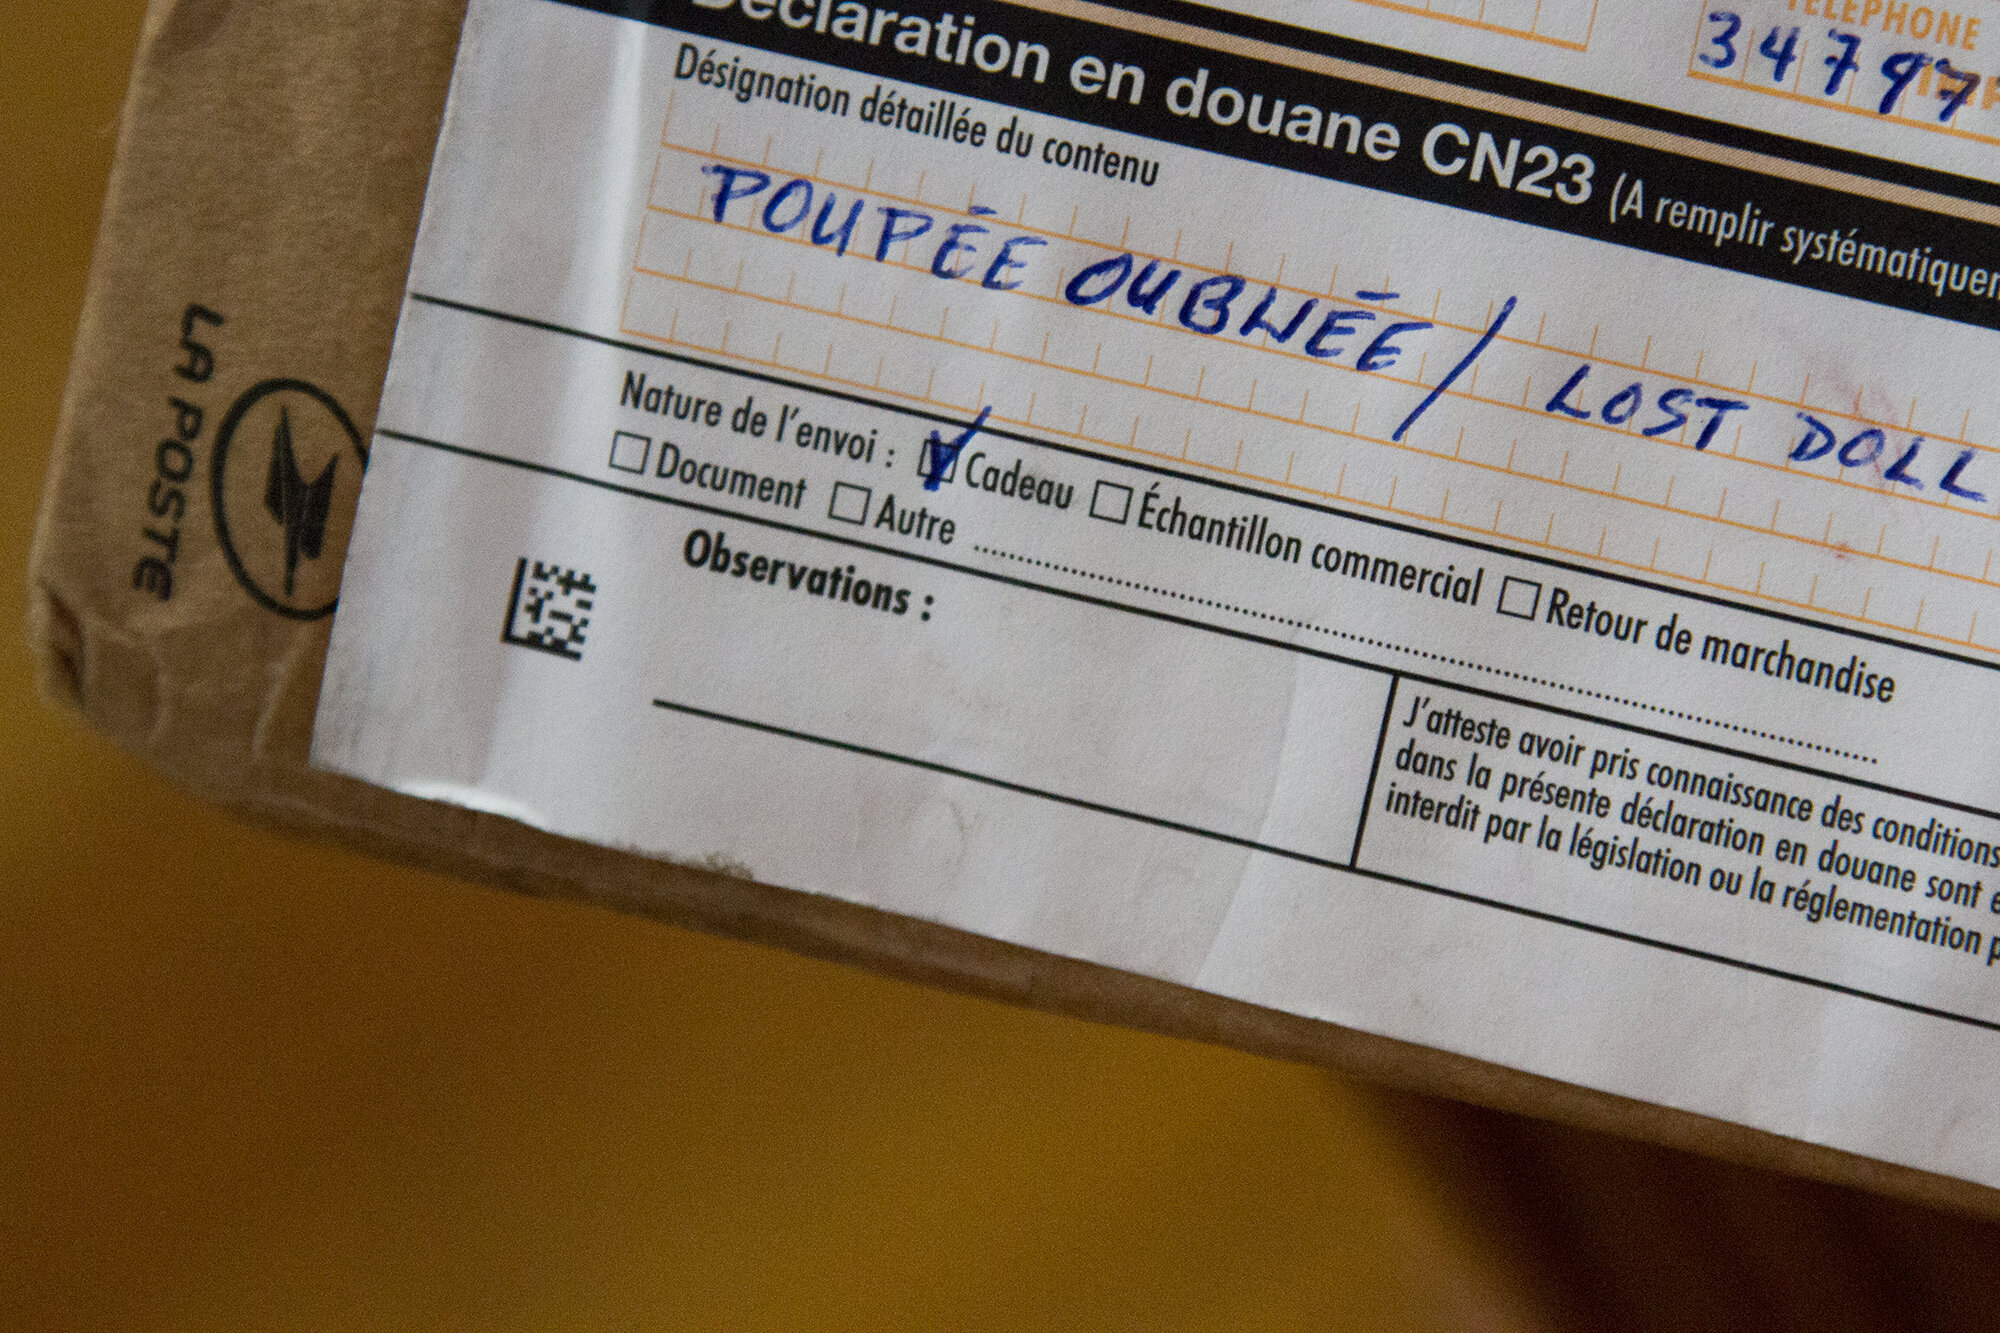 TÉLÉPHONE
34797
Déclaration en douane CN23 (A remplir
Désignation détaillée du contenu
POUPÉE OUBLIÉE / LOST DOLL
Nature de l'envoi : Cadeau Échantillon commercial Retour de marchandise
Document Autre
Observations :
J'atteste avoir pris connaissance des conditions
dans la présente déclaration en douane sont
interdit par la législation ou la réglementation
LA POSTE